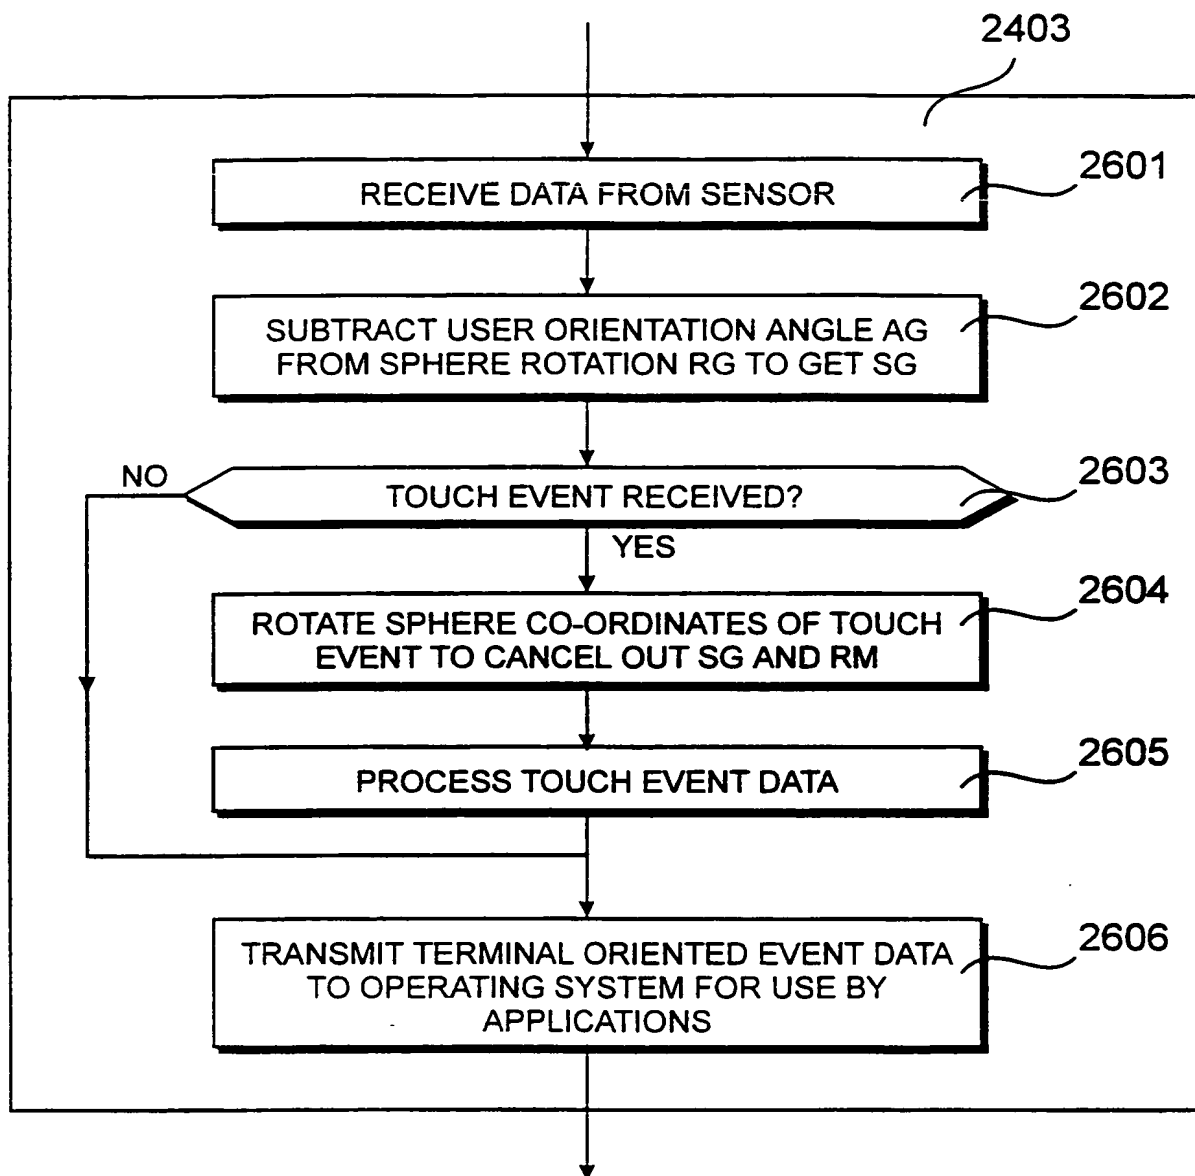 2403
RECEIVE DATA FROM SENSOR
2601
SUBTRACT USER ORIENTATION ANGLE AG
FROM SPHERE ROTATION RG TO GET SG
2602
NO
TOUCH EVENT RECEIVED?
2603
YES
ROTATE SPHERE CO-ORDINATES OF TOUCH
EVENT TO CANCEL OUT SG AND RM
2604
PROCESS TOUCH EVENT DATA
2605
TRANSMIT TERMINAL ORIENTED EVENT DATA
TO OPERATING SYSTEM FOR USE BY
APPLICATIONS
2606